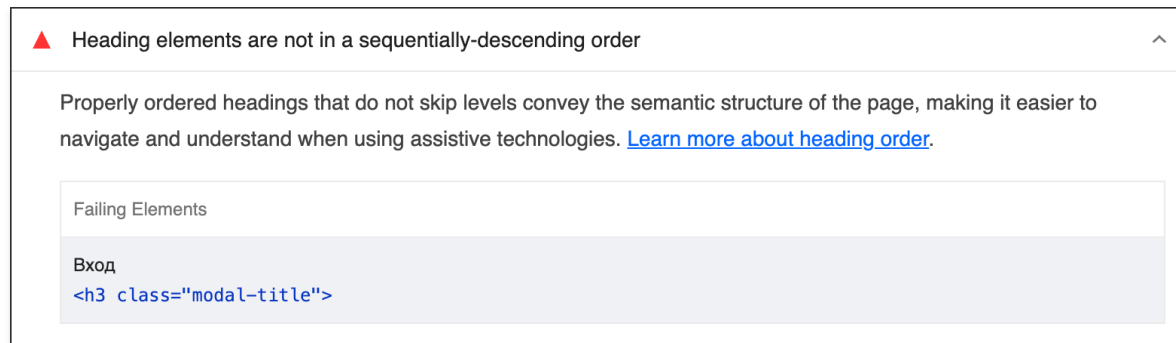 Heading elements are not in a sequentially-descending order
Properly ordered headings that do not skip levels convey the semantic structure of the page, making it easier to
navigate and understand when using assistive technologies. Learn more about heading order.
Failing Elements
Вход
<h3 class="modal-title">